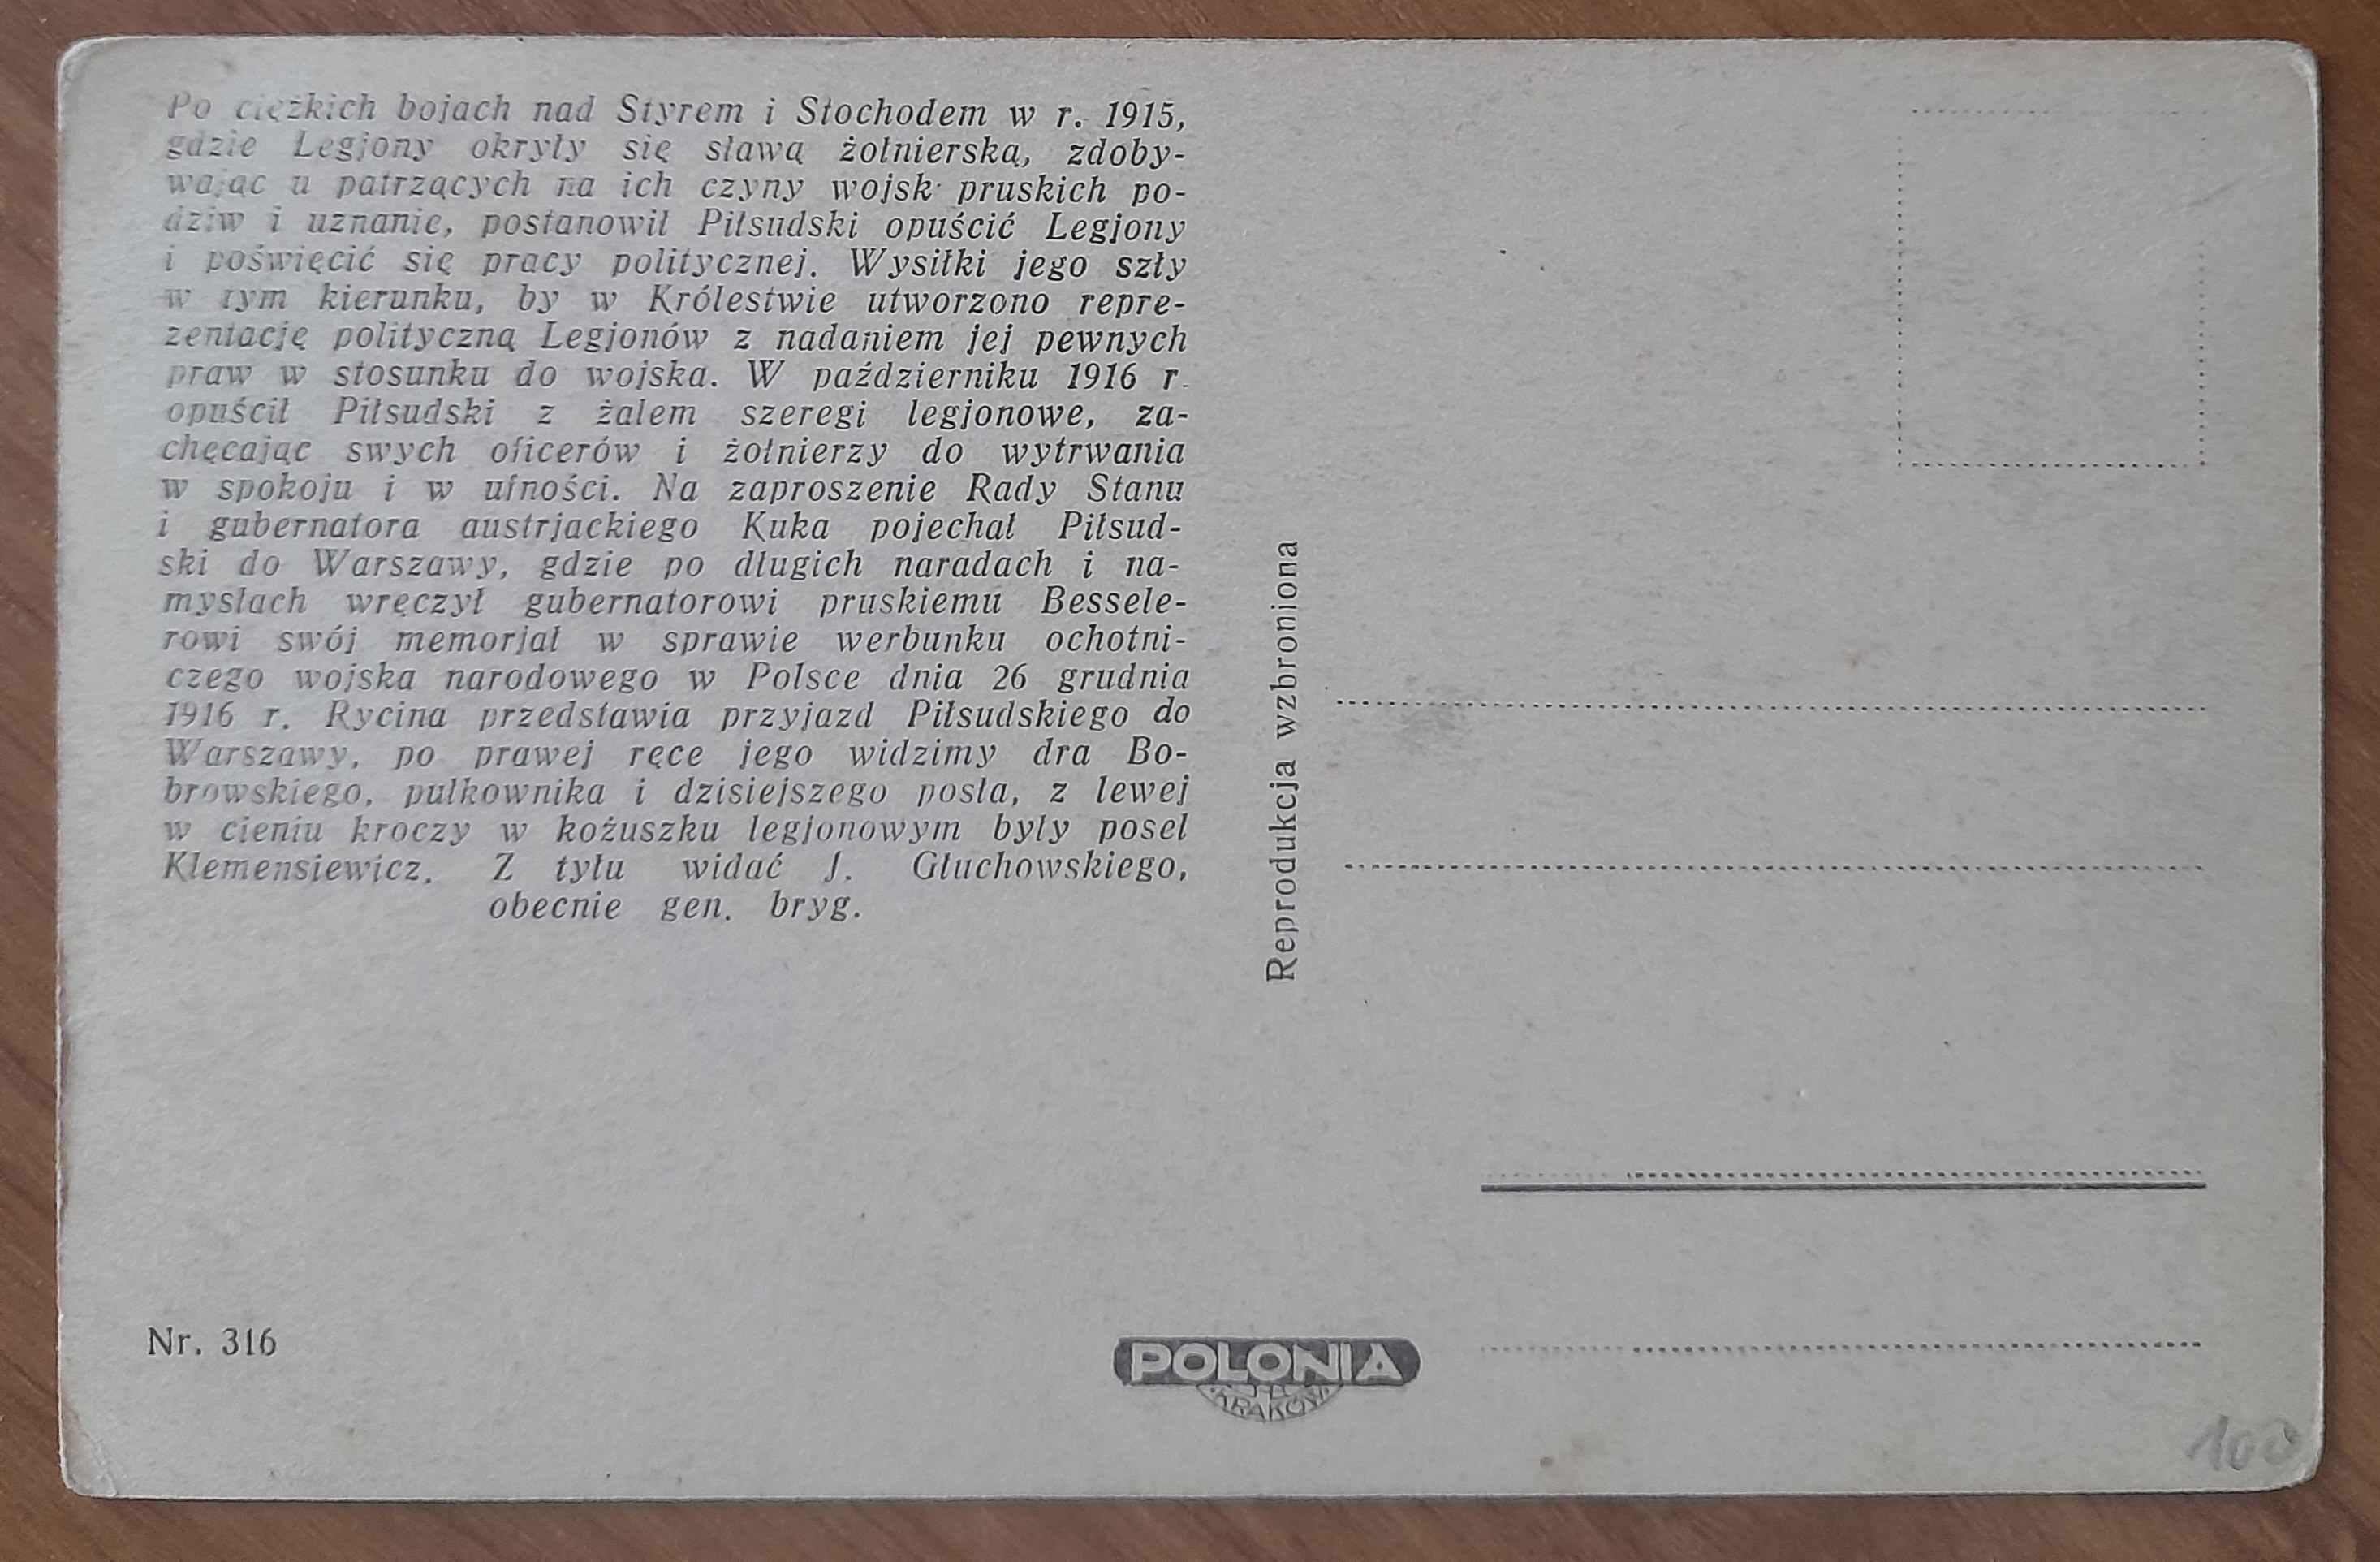 Po ciężkich bojach nad Styrem i Stochodem w r. 1915,
gdzie Legjony okryły się sławą żołnierską, zdoby-
wając u patrzących na ich czyny wojsk pruskich po-
dziw i uznanie, postanowił Piłsudski opuścić Legjony
i poświęcić się pracy politycznej. Wysiłki jego szły
w tym kierunku, by w Królestwie utworzono repre-
zentację polityczną Legjonów z nadaniem jej pewnych
praw w stosunku do wojska. W październiku 1916 r.
opuścił Piłsudski z żalem szeregi legjonowe, za-
chęcając swych oficerów i żołnierzy do wytrwania
w spokoju i w ufności. Na zaproszenie Rady Stanu
i gubernatora austrjackiego Kuka pojechał Piłsud-
ski do Warszawy, gdzie po długich naradach i na-
mysłach wręczył gubernatorowi pruskiemu Bessele-
rowi swój memorjał w sprawie werbunku ochotni-
czego wojska narodowego w Polsce dnia 26 grudnia
1916 r. Rycina przedstawia przyjazd Piłsudskiego do
Warszawy, po prawej ręce jego widzimy dra Bo-
browskiego, pułkownika i dzisiejszego posła, z lewej
w cieniu kroczy w kożuszku legjonowym były poseł
Klemensiewicz. Z tyłu widać J. Głuchowskiego,
obecnie gen. bryg.
Reprodukcja wzbroniona
Nr. 316
POLONIA
KRAKÓW
100